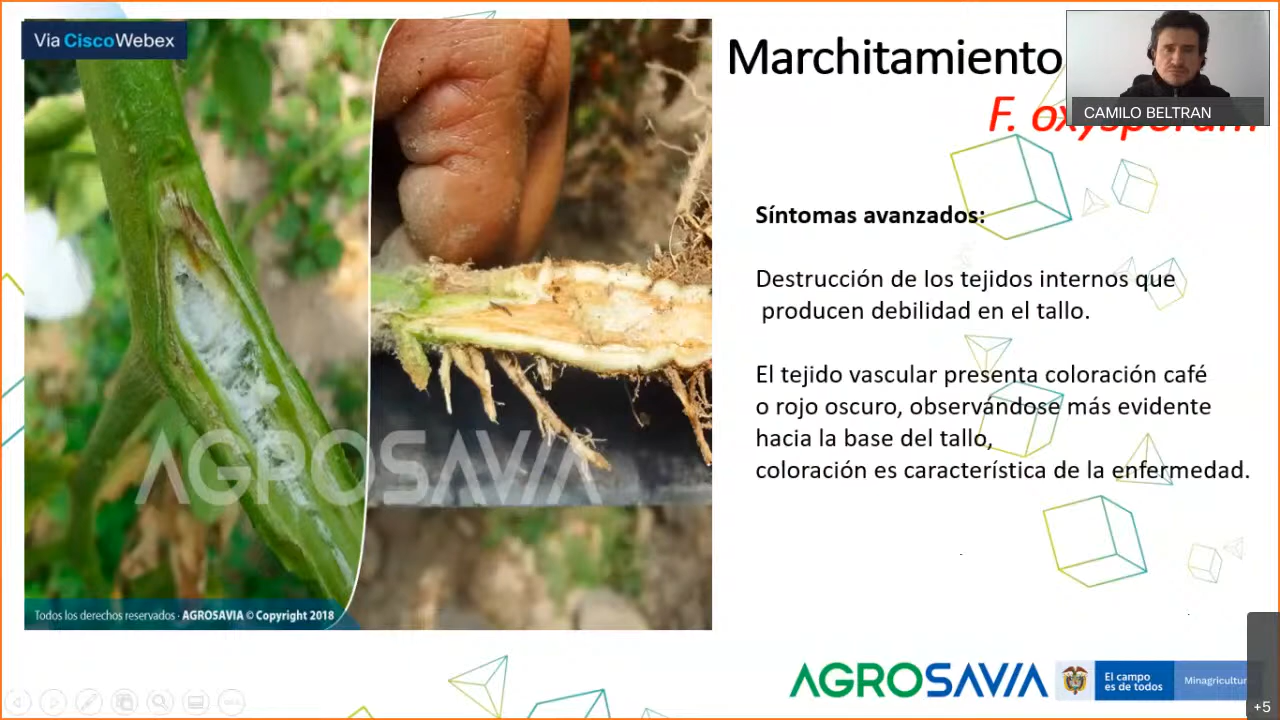 Vía CiscoWebex
Marchitamiento
CAMILO BELTRAN
F. oxysporum
Síntomas avanzados:
Destrucción de los tejidos internos que
producen debilidad en el tallo.
El tejido vascular presenta coloración café
o rojo oscuro, observándose más evidente
hacia la base del tallo,
coloración es característica de la enfermedad.
AGROSAVIA
Todos los derechos reservados · AGROSAVIA © Copyright 2018
AGROSAVIA
El campo
es de todos
Minagricultur
+5